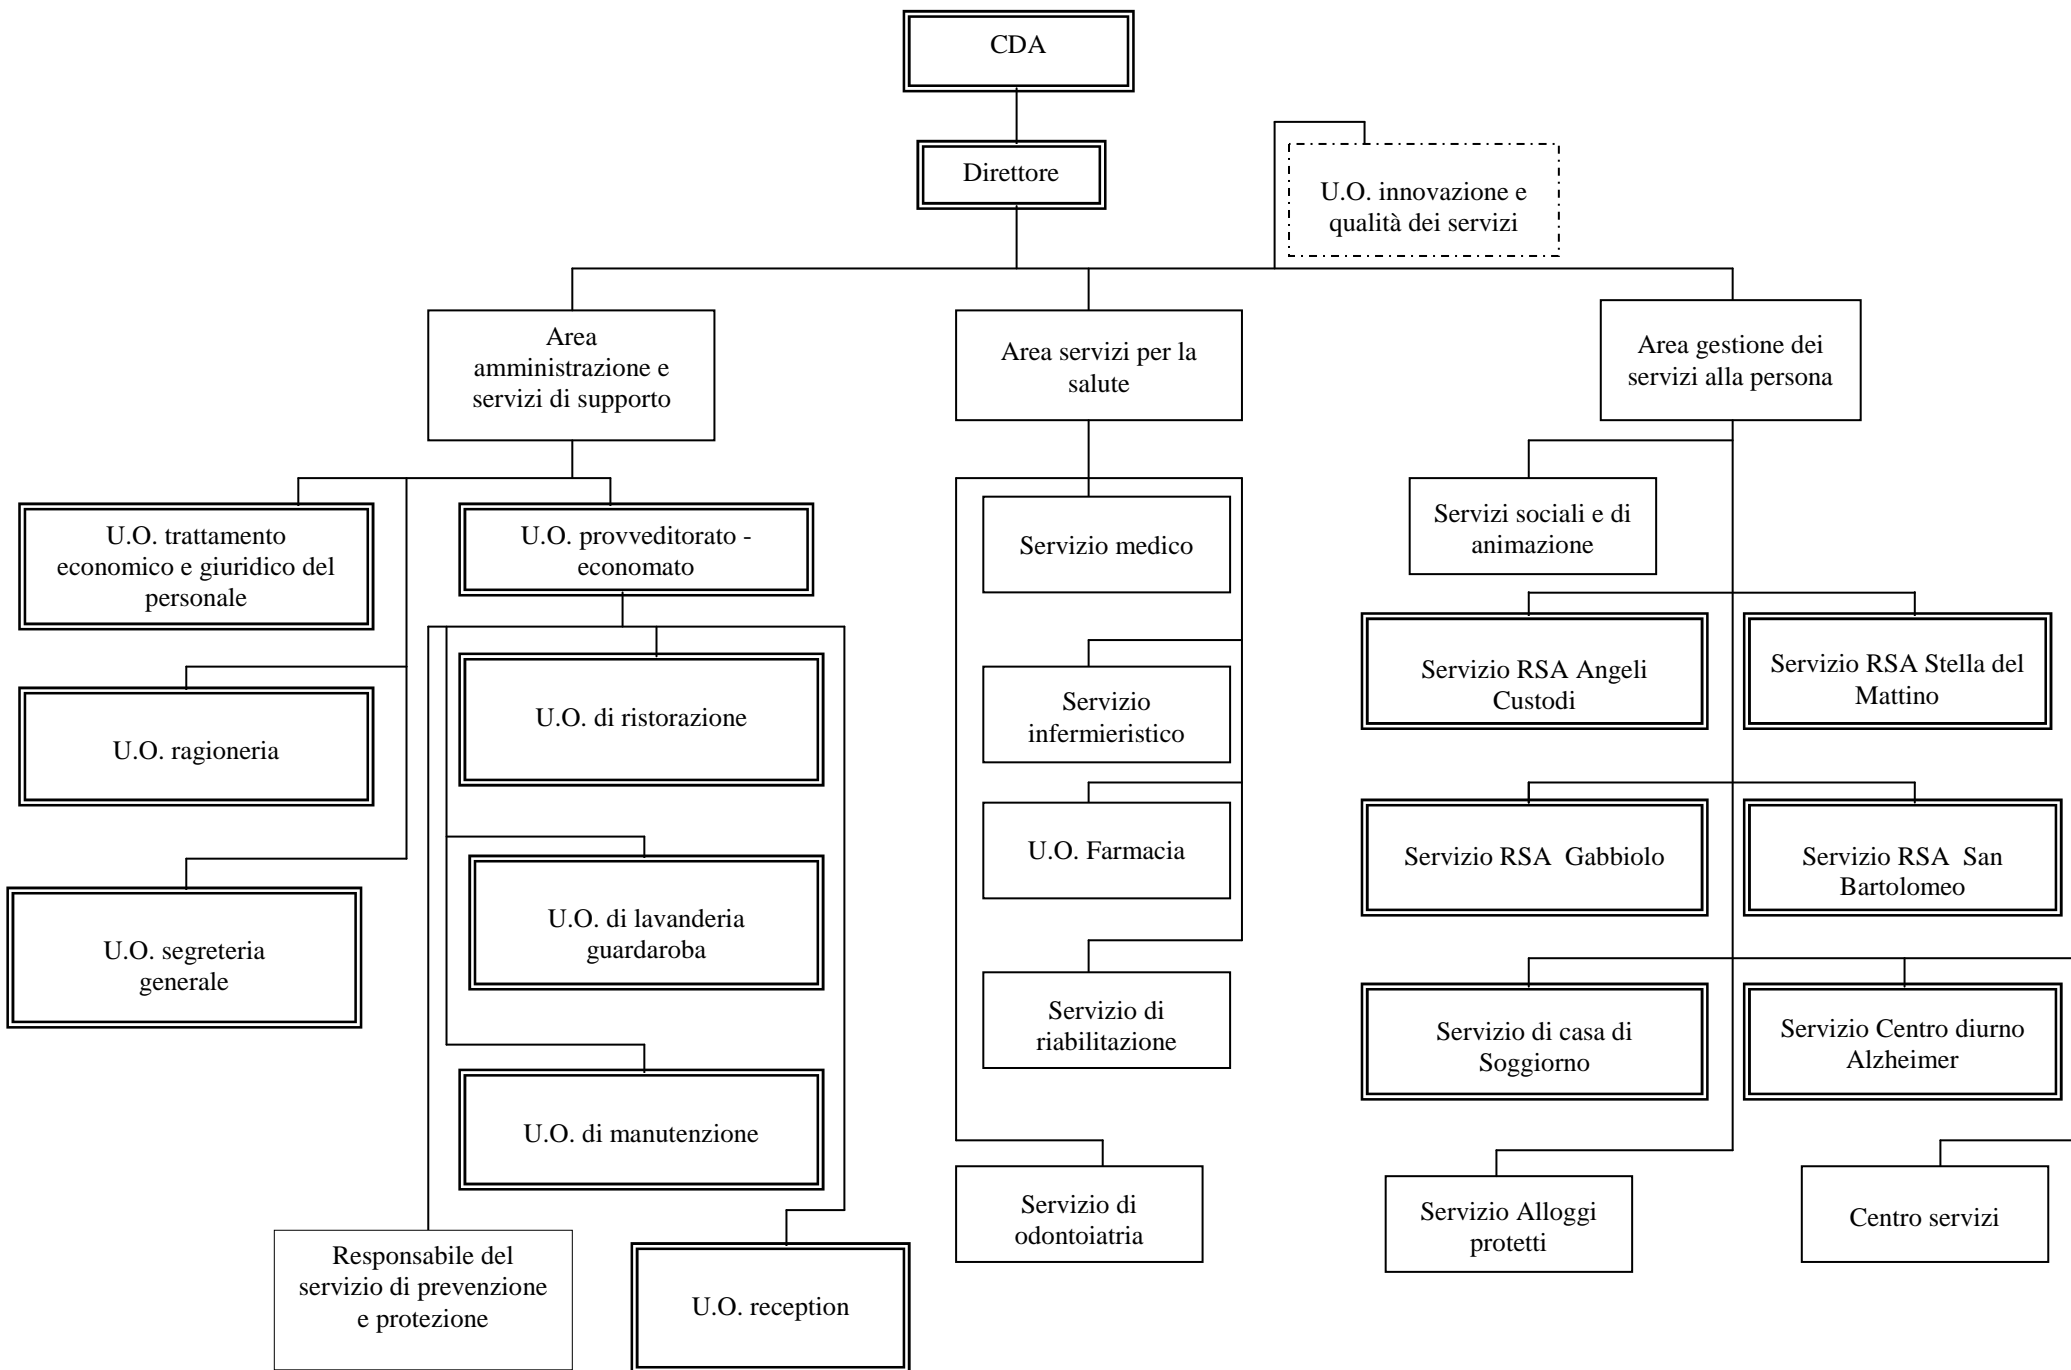 CDA
Direttore
U.O. innovazione e
qualità dei servizi
Area
amministrazione e
servizi di supporto
Area servizi per la
salute
Area gestione dei
servizi alla persona
U.O. trattamento
economico e giuridico del
personale
U.O. provveditorato -
economato
U.O. ragioneria
U.O. segreteria
generale
U.O. di ristorazione
U.O. di lavanderia
guardaroba
U.O. di manutenzione
Responsabile del
servizio di prevenzione
e protezione
U.O. reception
Servizio medico
Servizio
infermieristico
U.O. Farmacia
Servizio di
riabilitazione
Servizio di
odontoiatria
Servizi sociali e di
animazione
Servizio RSA Angeli
Custodi
Servizio RSA Stella del
Mattino
Servizio RSA  Gabbiolo
Servizio RSA  San
Bartolomeo
Servizio di casa di
Soggiorno
Servizio Centro diurno
Alzheimer
Servizio Alloggi
protetti
Centro servizi